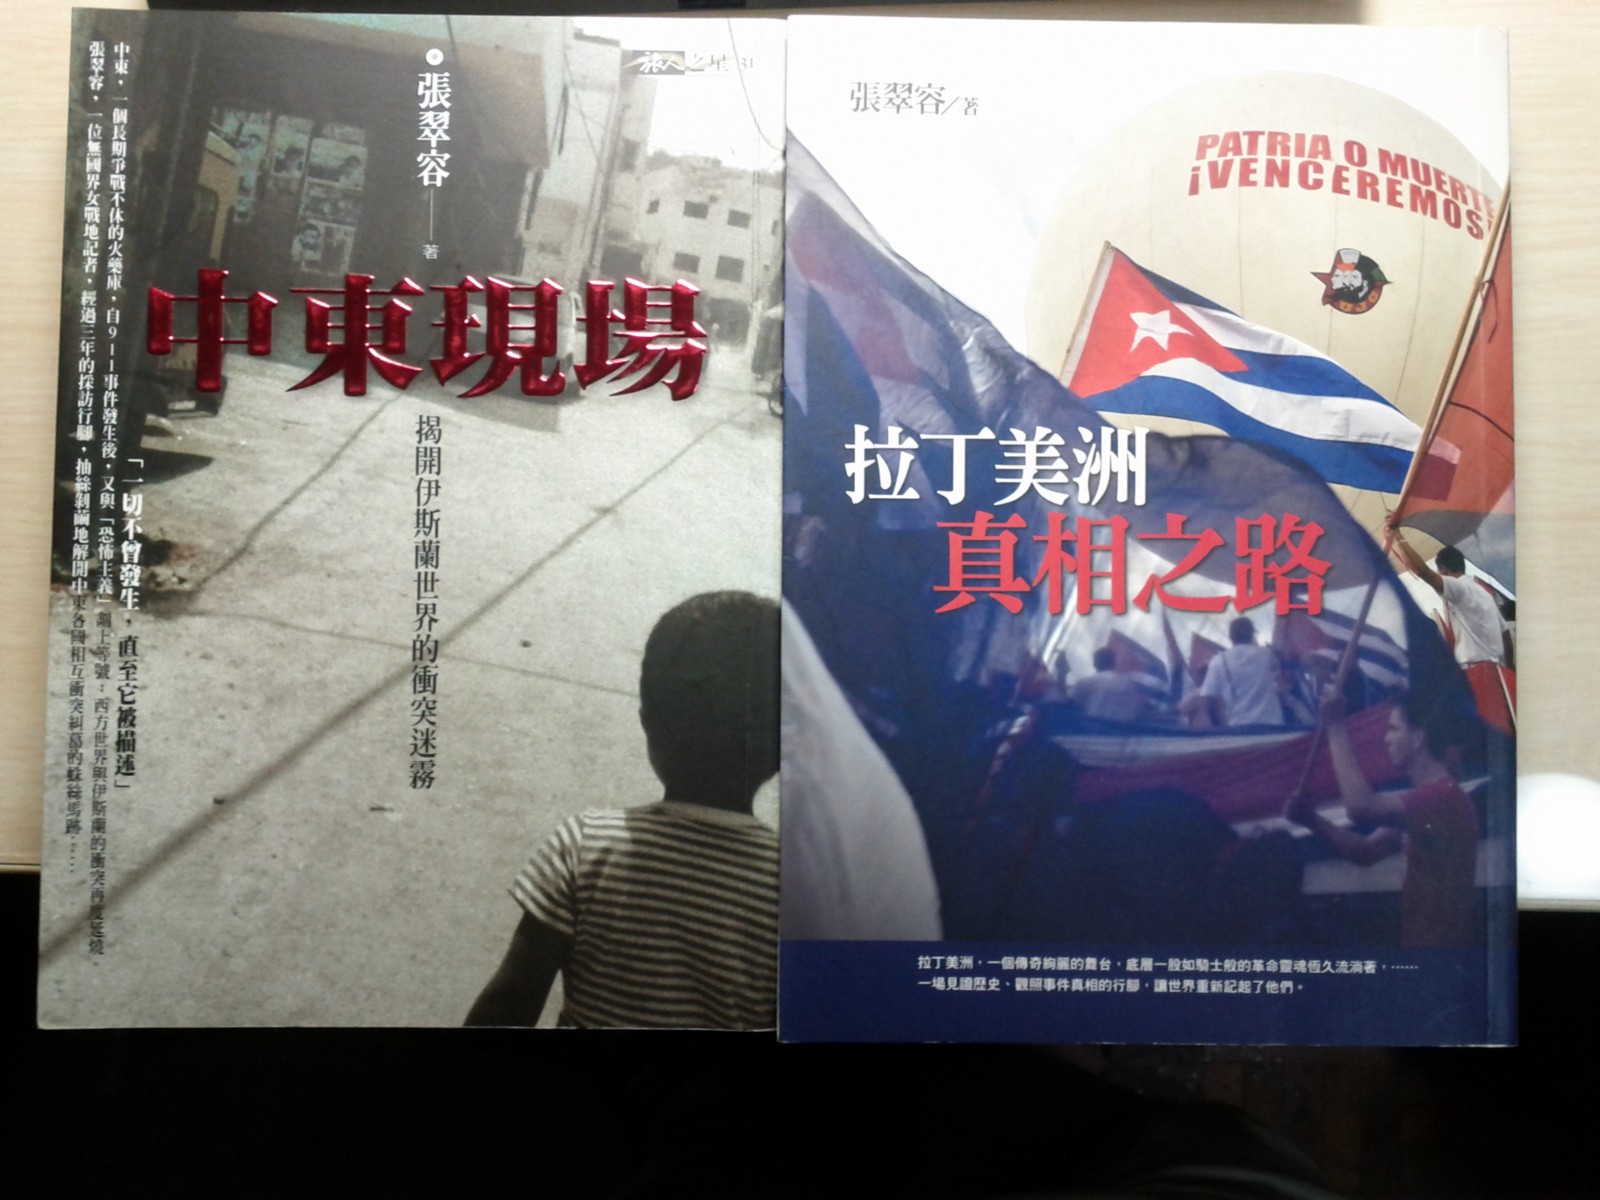 旅人之星 31
張翠容
著
中東現場
揭開伊斯蘭世界的衝突迷霧
「一切不曾發生，直至它被描述」
中東，一個長期爭戰不休的火藥庫，自9一一事件發生後，又與「恐怖主義」劃上等號；西方世界與伊斯蘭的衝突再度延燒。
張翠容，一位無國界女戰地記者，經過三年的採訪行腳，抽絲剝繭地解開中東各國相互衝突糾葛的蛛絲馬跡……
張翠容/著
PATRIA O MUERTE
¡VENCEREMOS!
拉丁美洲
真相之路
拉丁美洲，一個傳奇絢麗的舞台，底層一股如騎士般的革命靈魂恆久流淌著，……
一場見證歷史、觀照事件真相的行腳，讓世界重新記起了他們。